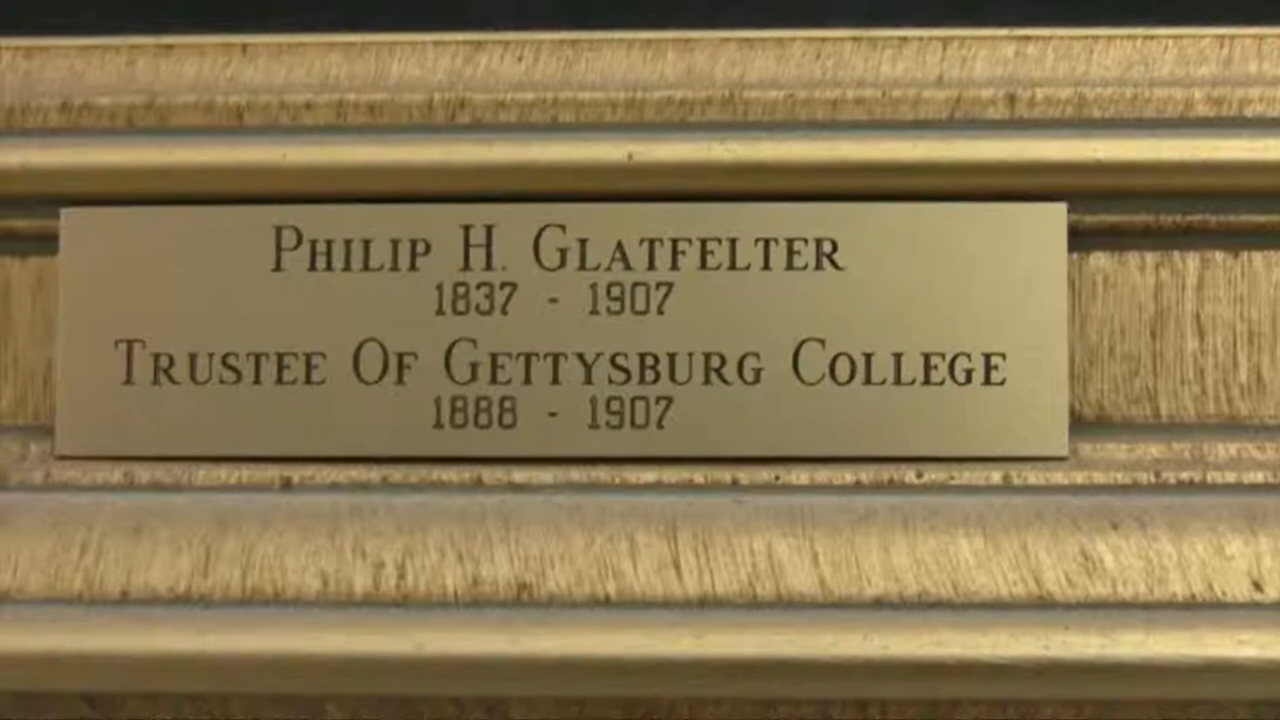 Philip H. Glatfelter
1837 - 1907
Trustee Of Gettysburg College
1888 - 1907